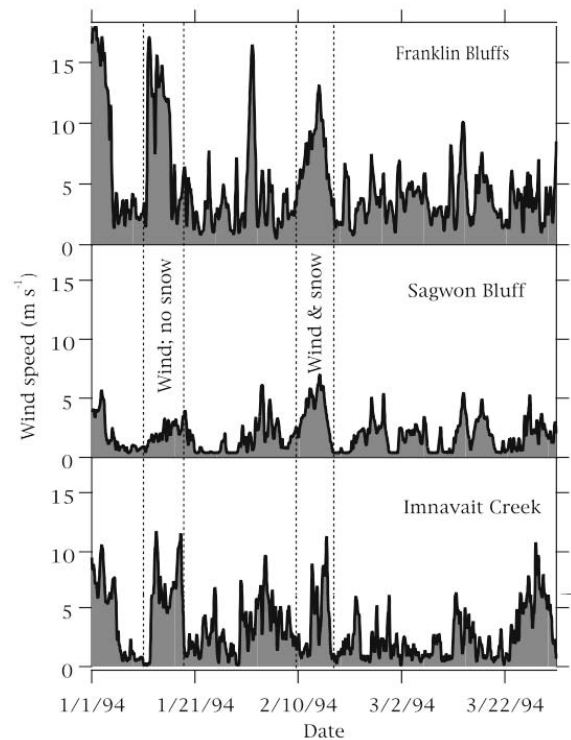 Franklin Bluffs
15
10
5
0
Sagwon Bluff
15
10
5
0
Imnavait Creek
15
10
5
0
Wind; no snow
Wind & snow
Wind speed (m s⁻¹)
1/1/94 1/21/94 2/10/94 3/2/94 3/22/94
Date